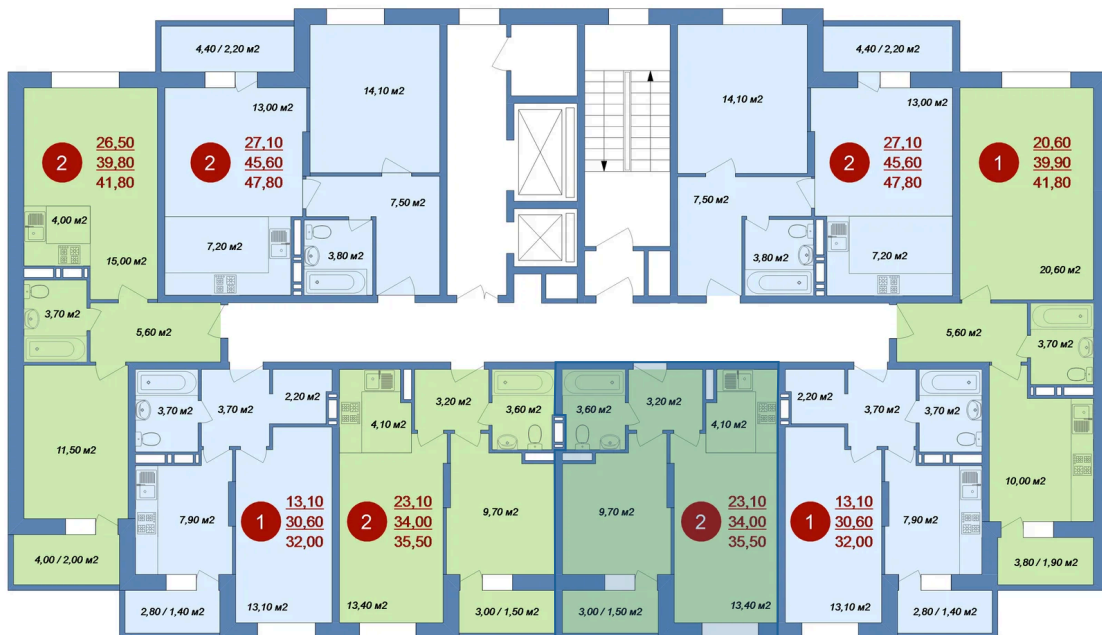 4,40 / 2,20 м2
14,10 м2
13,00 м2
2
26,50
39,80
41,80
4,00 м2
15,00 м2
2
27,10
45,60
47,80
7,20 м2
7,50 м2
3,80 м2
3,70 м2
5,60 м2
11,50 м2
4,00 / 2,00 м2
14,10 м2
4,40 / 2,20 м2
13,00 м2
2
27,10
45,60
47,80
7,50 м2
3,80 м2
7,20 м2
1
20,60
39,90
41,80
20,60 м2
5,60 м2
3,70 м2
10,00 м2
3,80 / 1,90 м2
3,70 м2
3,70 м2
2,20 м2
7,90 м2
1
13,10
30,60
32,00
2,80 / 1,40 м2
13,10 м2
4,10 м2
3,20 м2
3,60 м2
2
23,10
34,00
35,50
9,70 м2
13,40 м2
3,00 / 1,50 м2
3,60 м2
3,20 м2
4,10 м2
9,70 м2
2
23,10
34,00
35,50
3,00 / 1,50 м2
13,40 м2
2,20 м2
3,70 м2
3,70 м2
1
13,10
30,60
32,00
7,90 м2
13,10 м2
2,80 / 1,40 м2